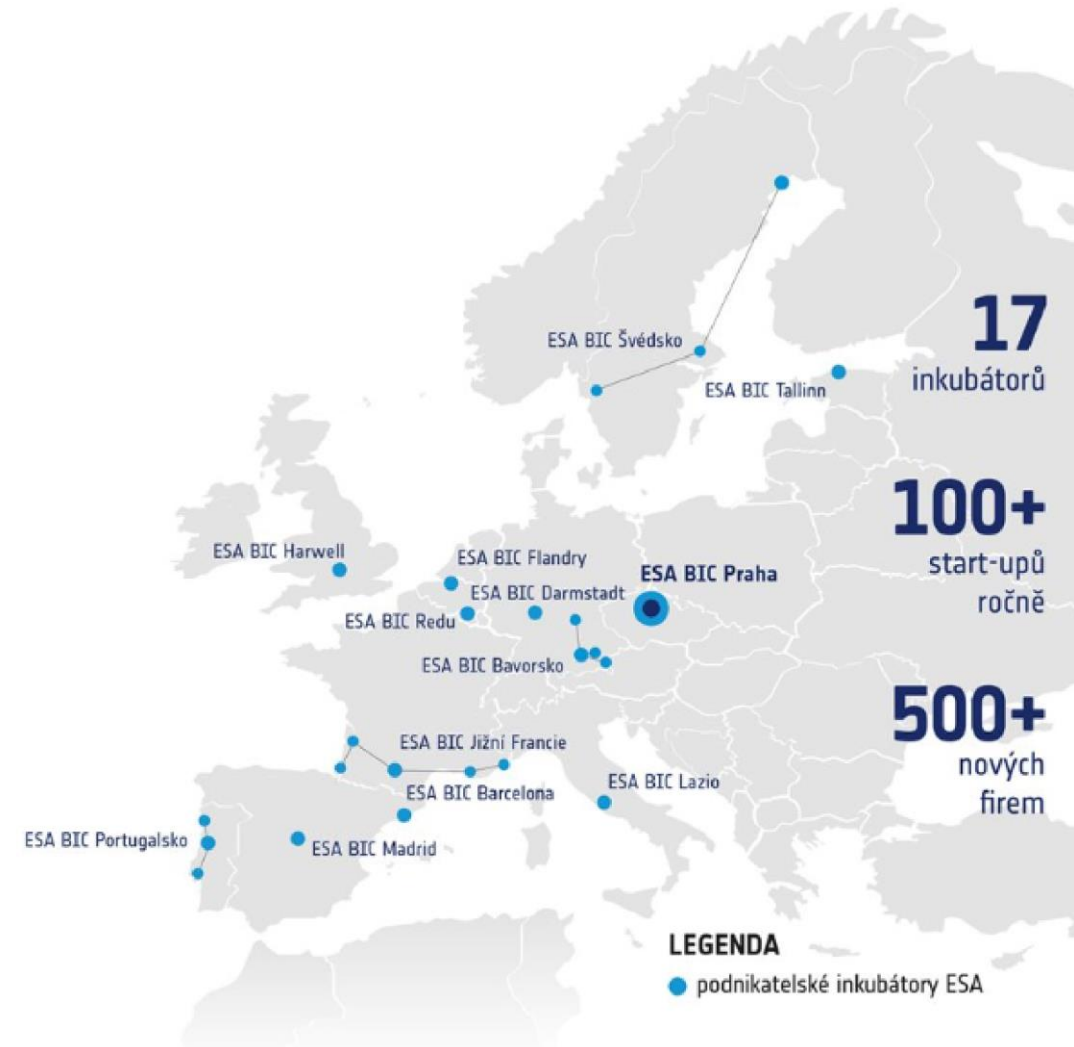 ESA BIC Švédsko
ESA BIC Tallinn
17
inkubátorů
ESA BIC Harwell
ESA BIC Flandry
ESA BIC Darmstadt
ESA BIC Praha
ESA BIC Redu
ESA BIC Bavorsko
100+
start-upů
ročně
ESA BIC Jižní Francie
ESA BIC Barcelona
ESA BIC Lazio
ESA BIC Portugalsko
ESA BIC Madrid
500+
nových
firem
LEGENDA
podnikatelské inkubátory ESA